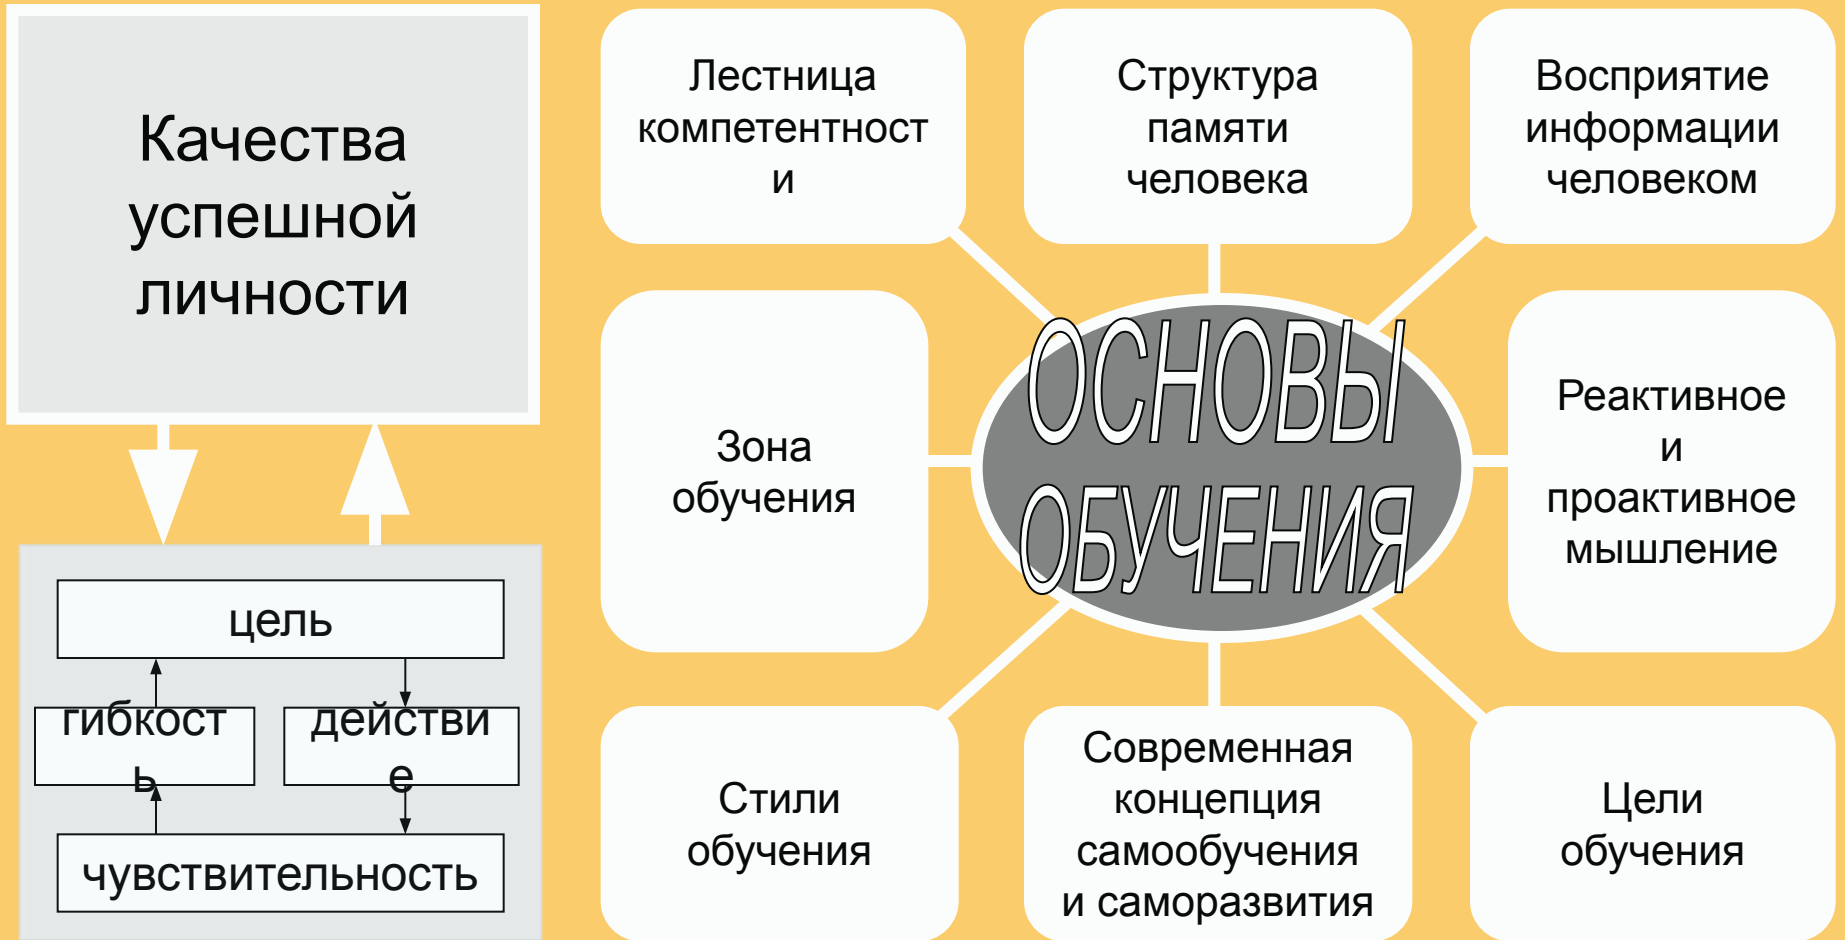 Качества
успешной
личности
цель
гибкост
ь
действи
е
чувствительность
Лестница
компетентност
и
Структура
памяти
человека
Восприятие
информации
человеком
Зона
обучения
ОСНОВЫ
ОБУЧЕНИЯ
Реактивное
и
проактивное
мышление
Стили
обучения
Современная
концепция
самообучения
и саморазвития
Цели
обучения